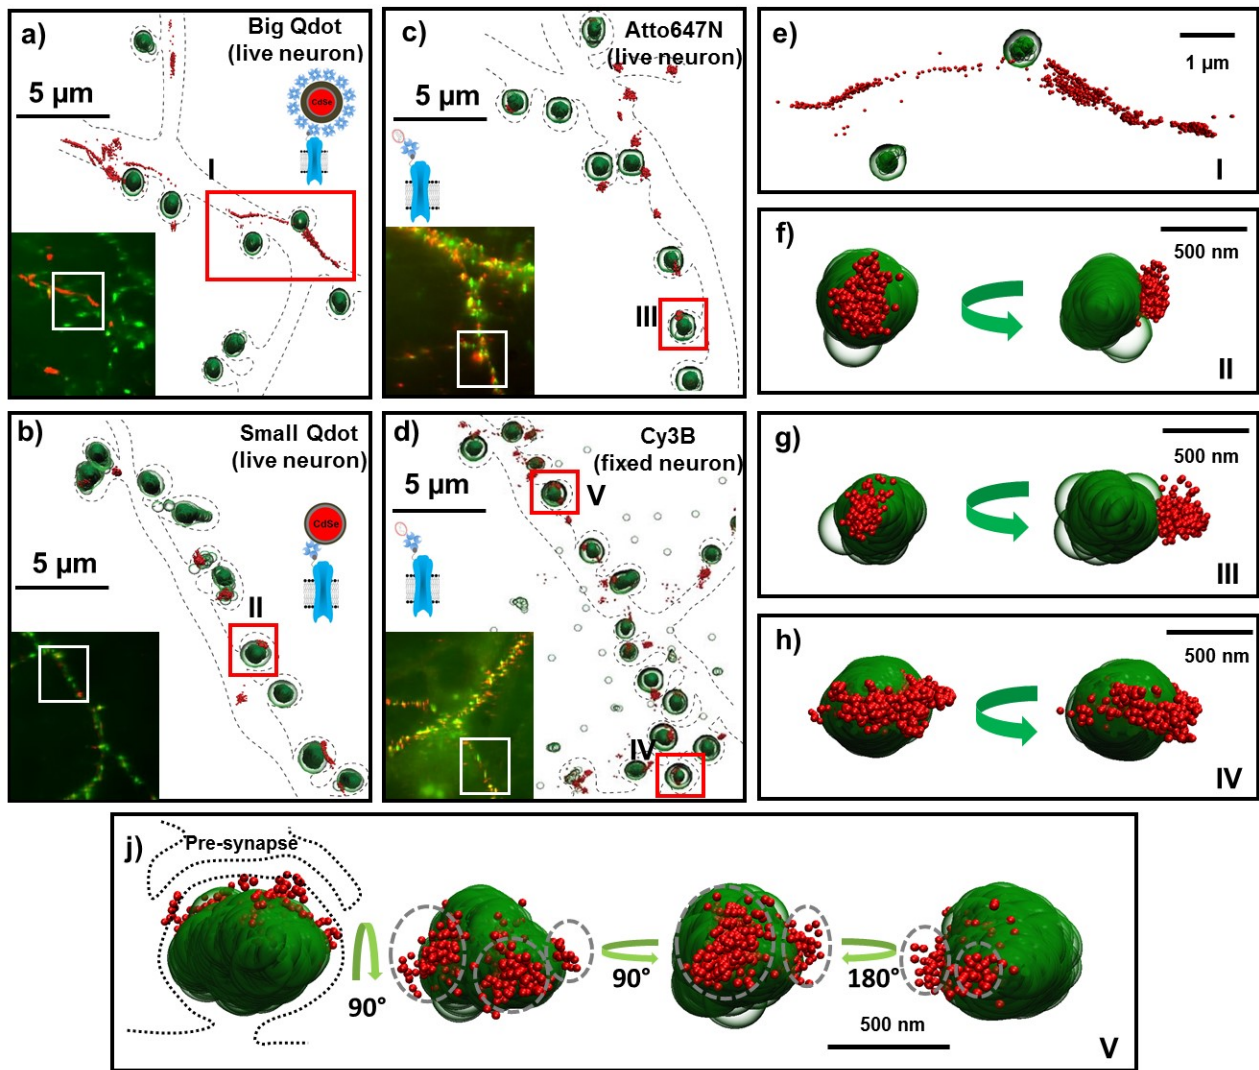 a)
Big Qdot
(live neuron)
5 µm
CdSe
I
b)
Small Qdot
(live neuron)
CdSe
5 µm
II
c)
Atto647N
(live neuron)
5 µm
III
d)
Cy3B
(fixed neuron)
5 µm
V
IV
e)
1 µm
I
f)
500 nm
II
g)
500 nm
III
h)
500 nm
IV
j)
Pre-synapse
90°
90°
180°
500 nm
V